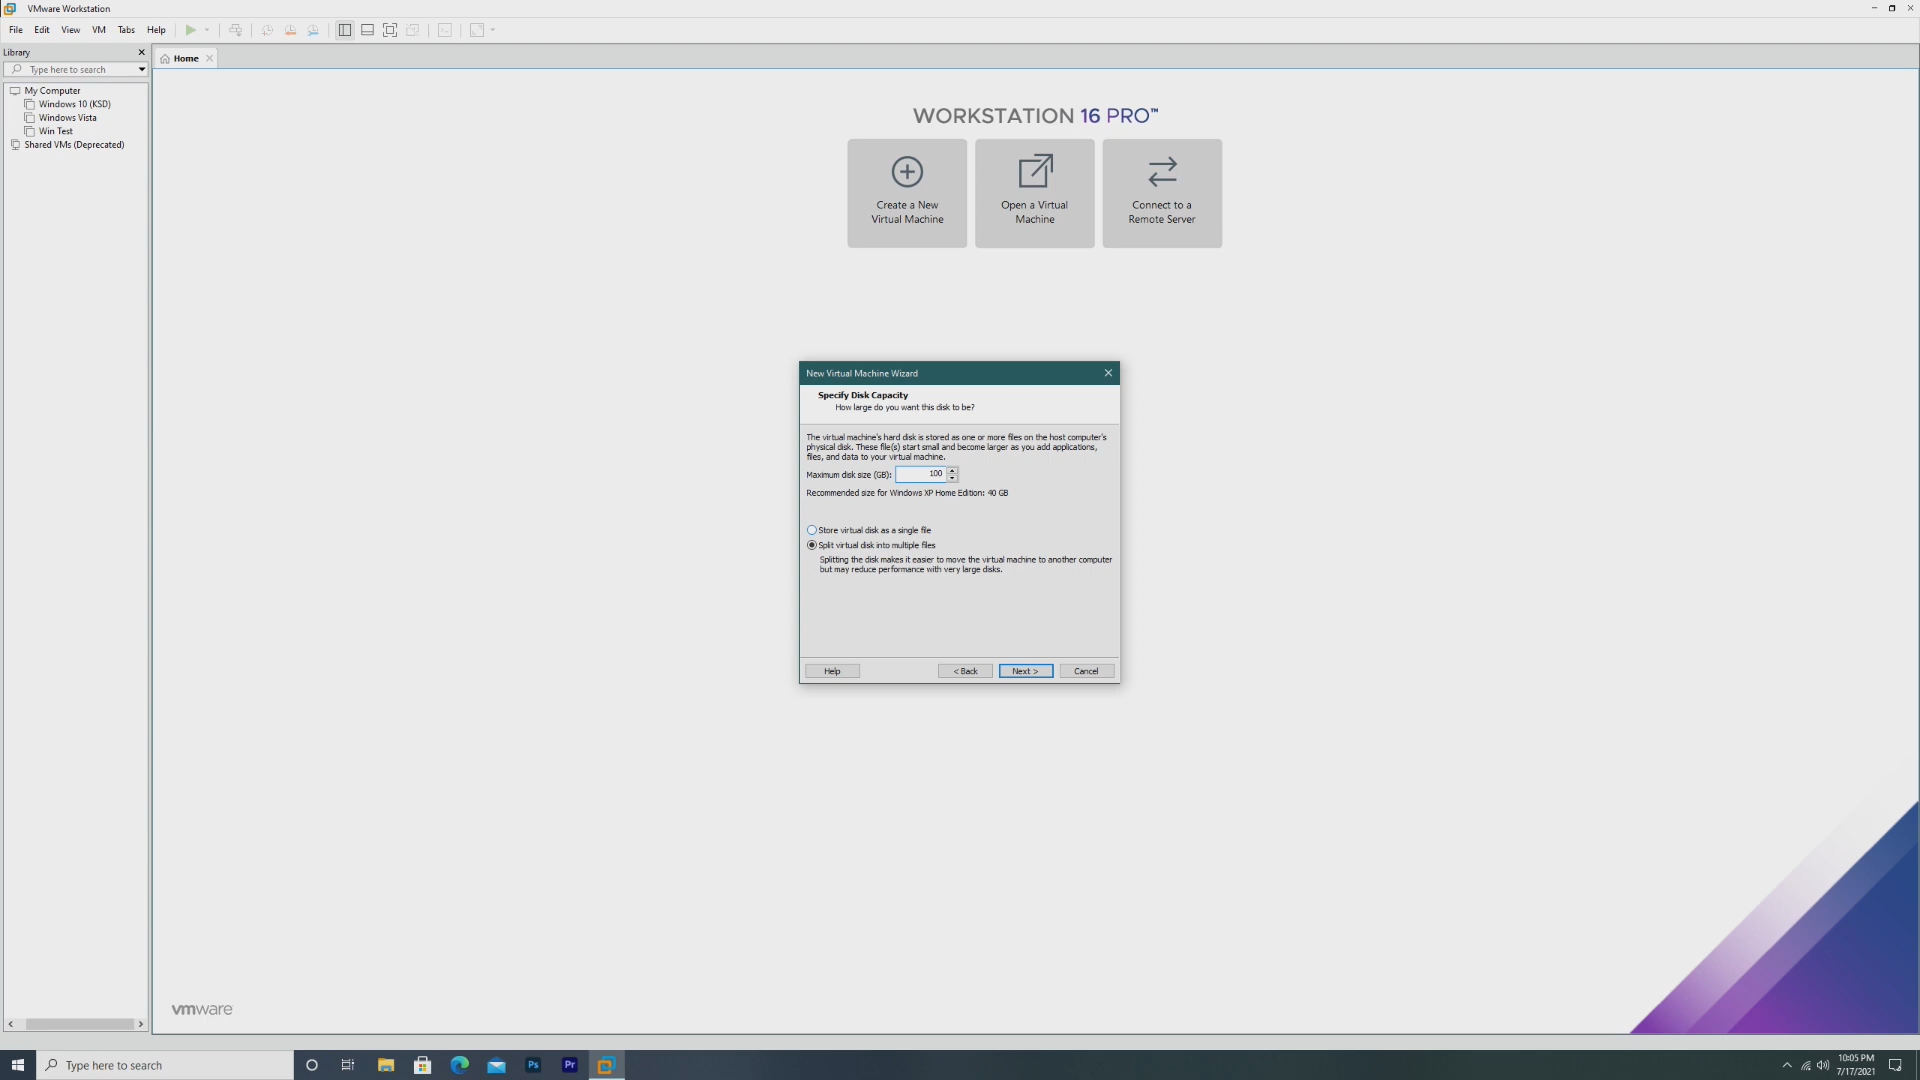 VMware Workstation
File Edit View VM Tabs Help
Library
Type here to search
Home
My Computer
Windows 10 (KSD)
Windows Vista
Win Test
Shared VMs (Deprecated)
WORKSTATION 16 PRO™
Create a New
Virtual Machine
Open a Virtual
Machine
Connect to a
Remote Server
New Virtual Machine Wizard
Specify Disk Capacity
How large do you want this disk to be?
The virtual machine's hard disk is stored as one or more files on the host computer's
physical disk. These file(s) start small and become larger as you add applications,
files, and data to your virtual machine.
Maximum disk size (GB): 100
Recommended size for Windows XP Home Edition: 40 GB
Store virtual disk as a single file
Split virtual disk into multiple files
Splitting the disk makes it easier to move the virtual machine to another computer
but may reduce performance with very large disks.
Help < Back Next > Cancel
vmware
Type here to search
Ps Pr
10:05 PM
7/17/2021